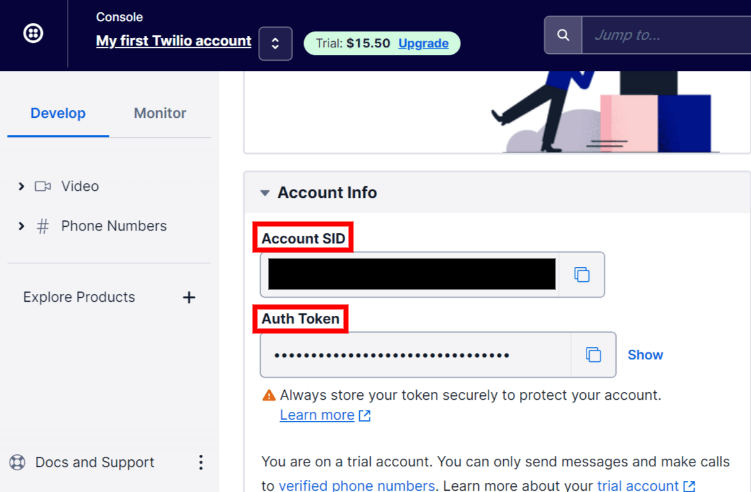 Console
My first Twilio account
Trial: $15.50 Upgrade
Jump to...
Develop
Monitor
Video
Phone Numbers
Explore Products
Docs and Support
Account Info
Account SID
Auth Token
••••••••••••••••••••••••••••••••
Show
Always store your token securely to protect your account.
Learn more
You are on a trial account. You can only send messages and make calls
to verified phone numbers. Learn more about your trial account